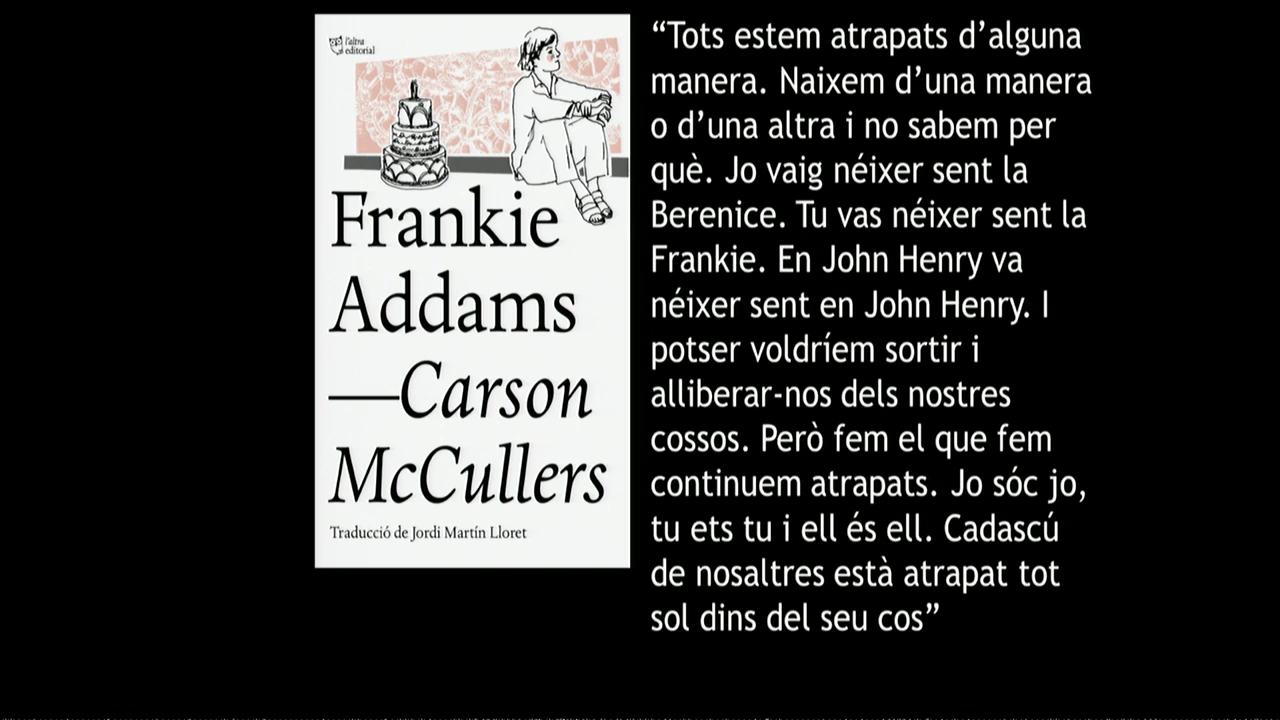 l'altra
editorial
Frankie
Addams
—Carson
McCullers
Traducció de Jordi Martín Lloret
“Tots estem atrapats d’alguna
manera. Naixem d’una manera
o d’una altra i no sabem per
què. Jo vaig néixer sent la
Berenice. Tu vas néixer sent la
Frankie. En John Henry va
néixer sent en John Henry. I
potser voldríem sortir i
alliberar-nos dels nostres
cossos. Però fem el que fem
continuem atrapats. Jo sóc jo,
tu ets tu i ell és ell. Cadascú
de nosaltres està atrapat tot
sol dins del seu cos”